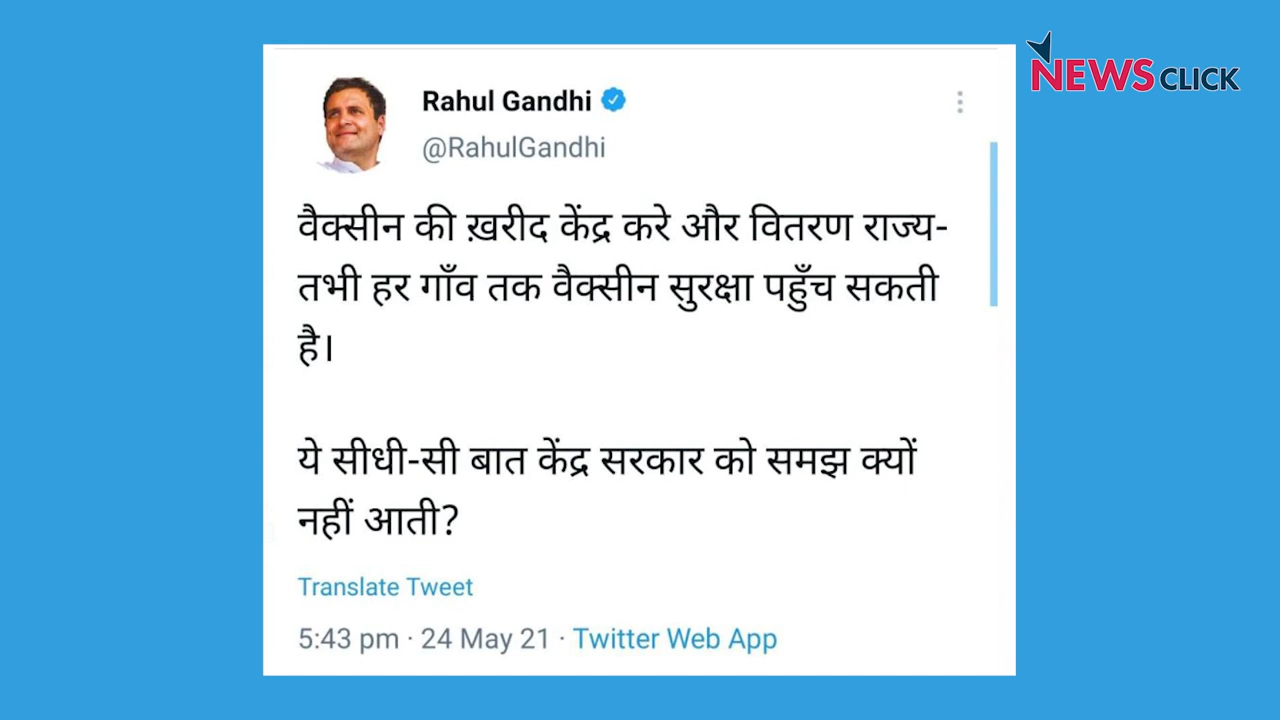 NEWSCLICK
Rahul Gandhi
@RahulGandhi
वैक्सीन की ख़रीद केंद्र करे और वितरण राज्य-
तभी हर गाँव तक वैक्सीन सुरक्षा पहुँच सकती
है।
ये सीधी-सी बात केंद्र सरकार को समझ क्यों
नहीं आती?
Translate Tweet
5:43 pm · 24 May 21 · Twitter Web App